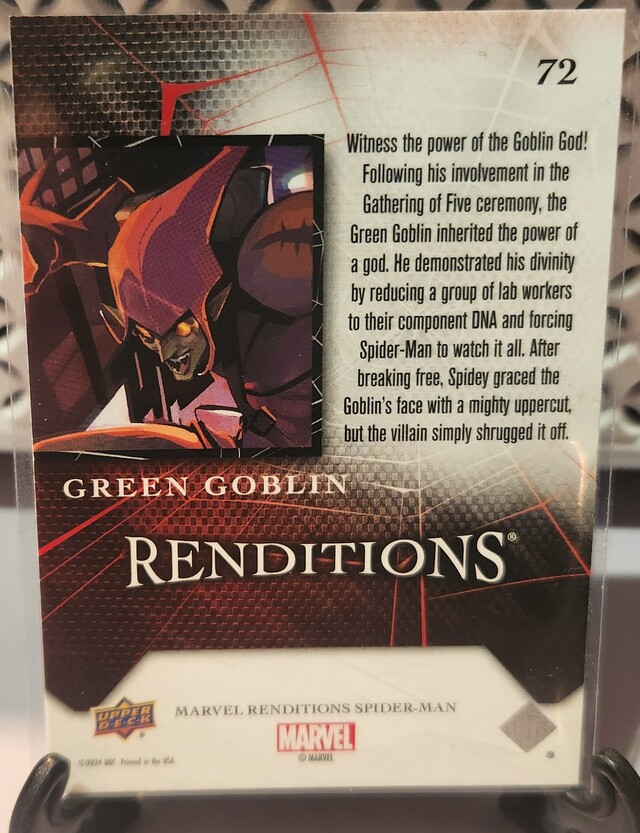 72
Witness the power of the Goblin God!
Following his involvement in the
Gathering of Five ceremony, the
Green Goblin inherited the power of
a god. He demonstrated his divinity
by reducing a group of lab workers
to their component DNA and forcing
Spider-Man to watch it all. After
breaking free, Spidey graced the
Goblin's face with a mighty uppercut,
but the villain simply shrugged it off.
GREEN GOBLIN
RENDITIONS®
UPPER
DECK
®
MARVEL RENDITIONS SPIDER-MAN
MARVEL
© MARVEL
©2024 UDC. Printed in the USA.
®